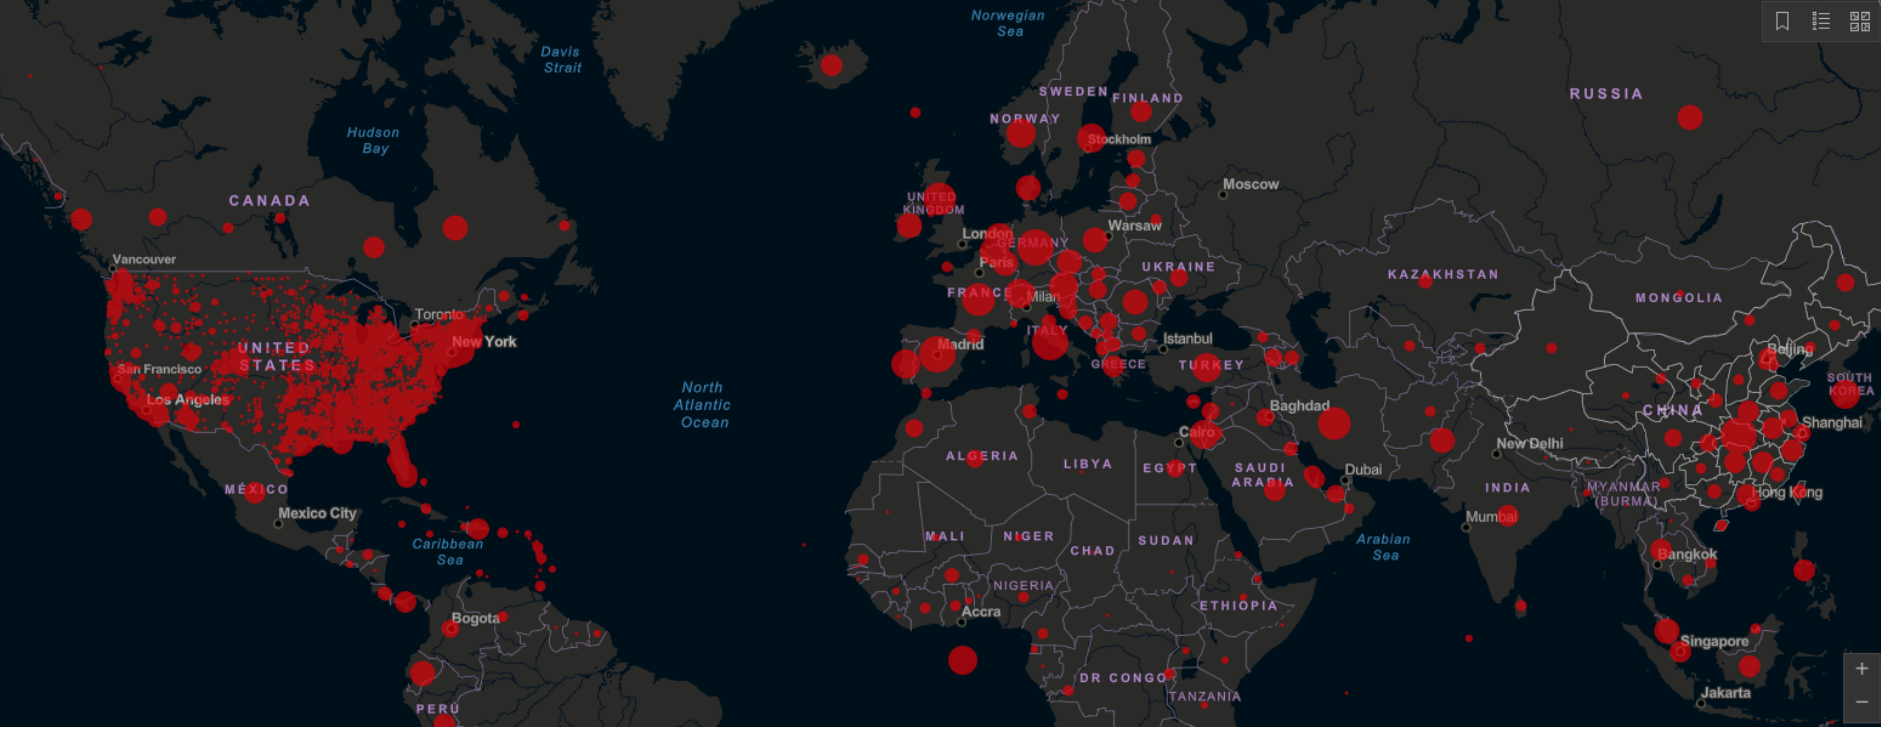 Norwegian
Sea
Davis
Strait
SWEDEN
FINLAND
RUSSIA
NORWAY
Hudson
Bay
Stockholm
Moscow
CANADA
UNITED
KINGDOM
Warsaw
London
GERMANY
Vancouver
Paris
UKRAINE
KAZAKHSTAN
MONGOLIA
FRANCE
Milan
Toronto
ITALY
New York
Madrid
Istanbul
Beijing
UNITED
STATES
GREECE
TURKEY
San Francisco
SOUTH
KOREA
North
Atlantic
Ocean
Los Angeles
Baghdad
CHINA
Shanghai
Cairo
New Delhi
ALGERIA
LIBYA
EGYPT
SAUDI
ARABIA
Dubai
MÉXICO
INDIA
MYANMAR
(BURMA)
Hong Kong
Mexico City
Mumbai
Caribbean
Sea
MALI
NIGER
CHAD
SUDAN
Arabian
Sea
Bangkok
NIGERIA
ETHIOPIA
Bogota
Accra
Singapore
DR CONGO
TANZANIA
Jakarta
PERÚ
+
−